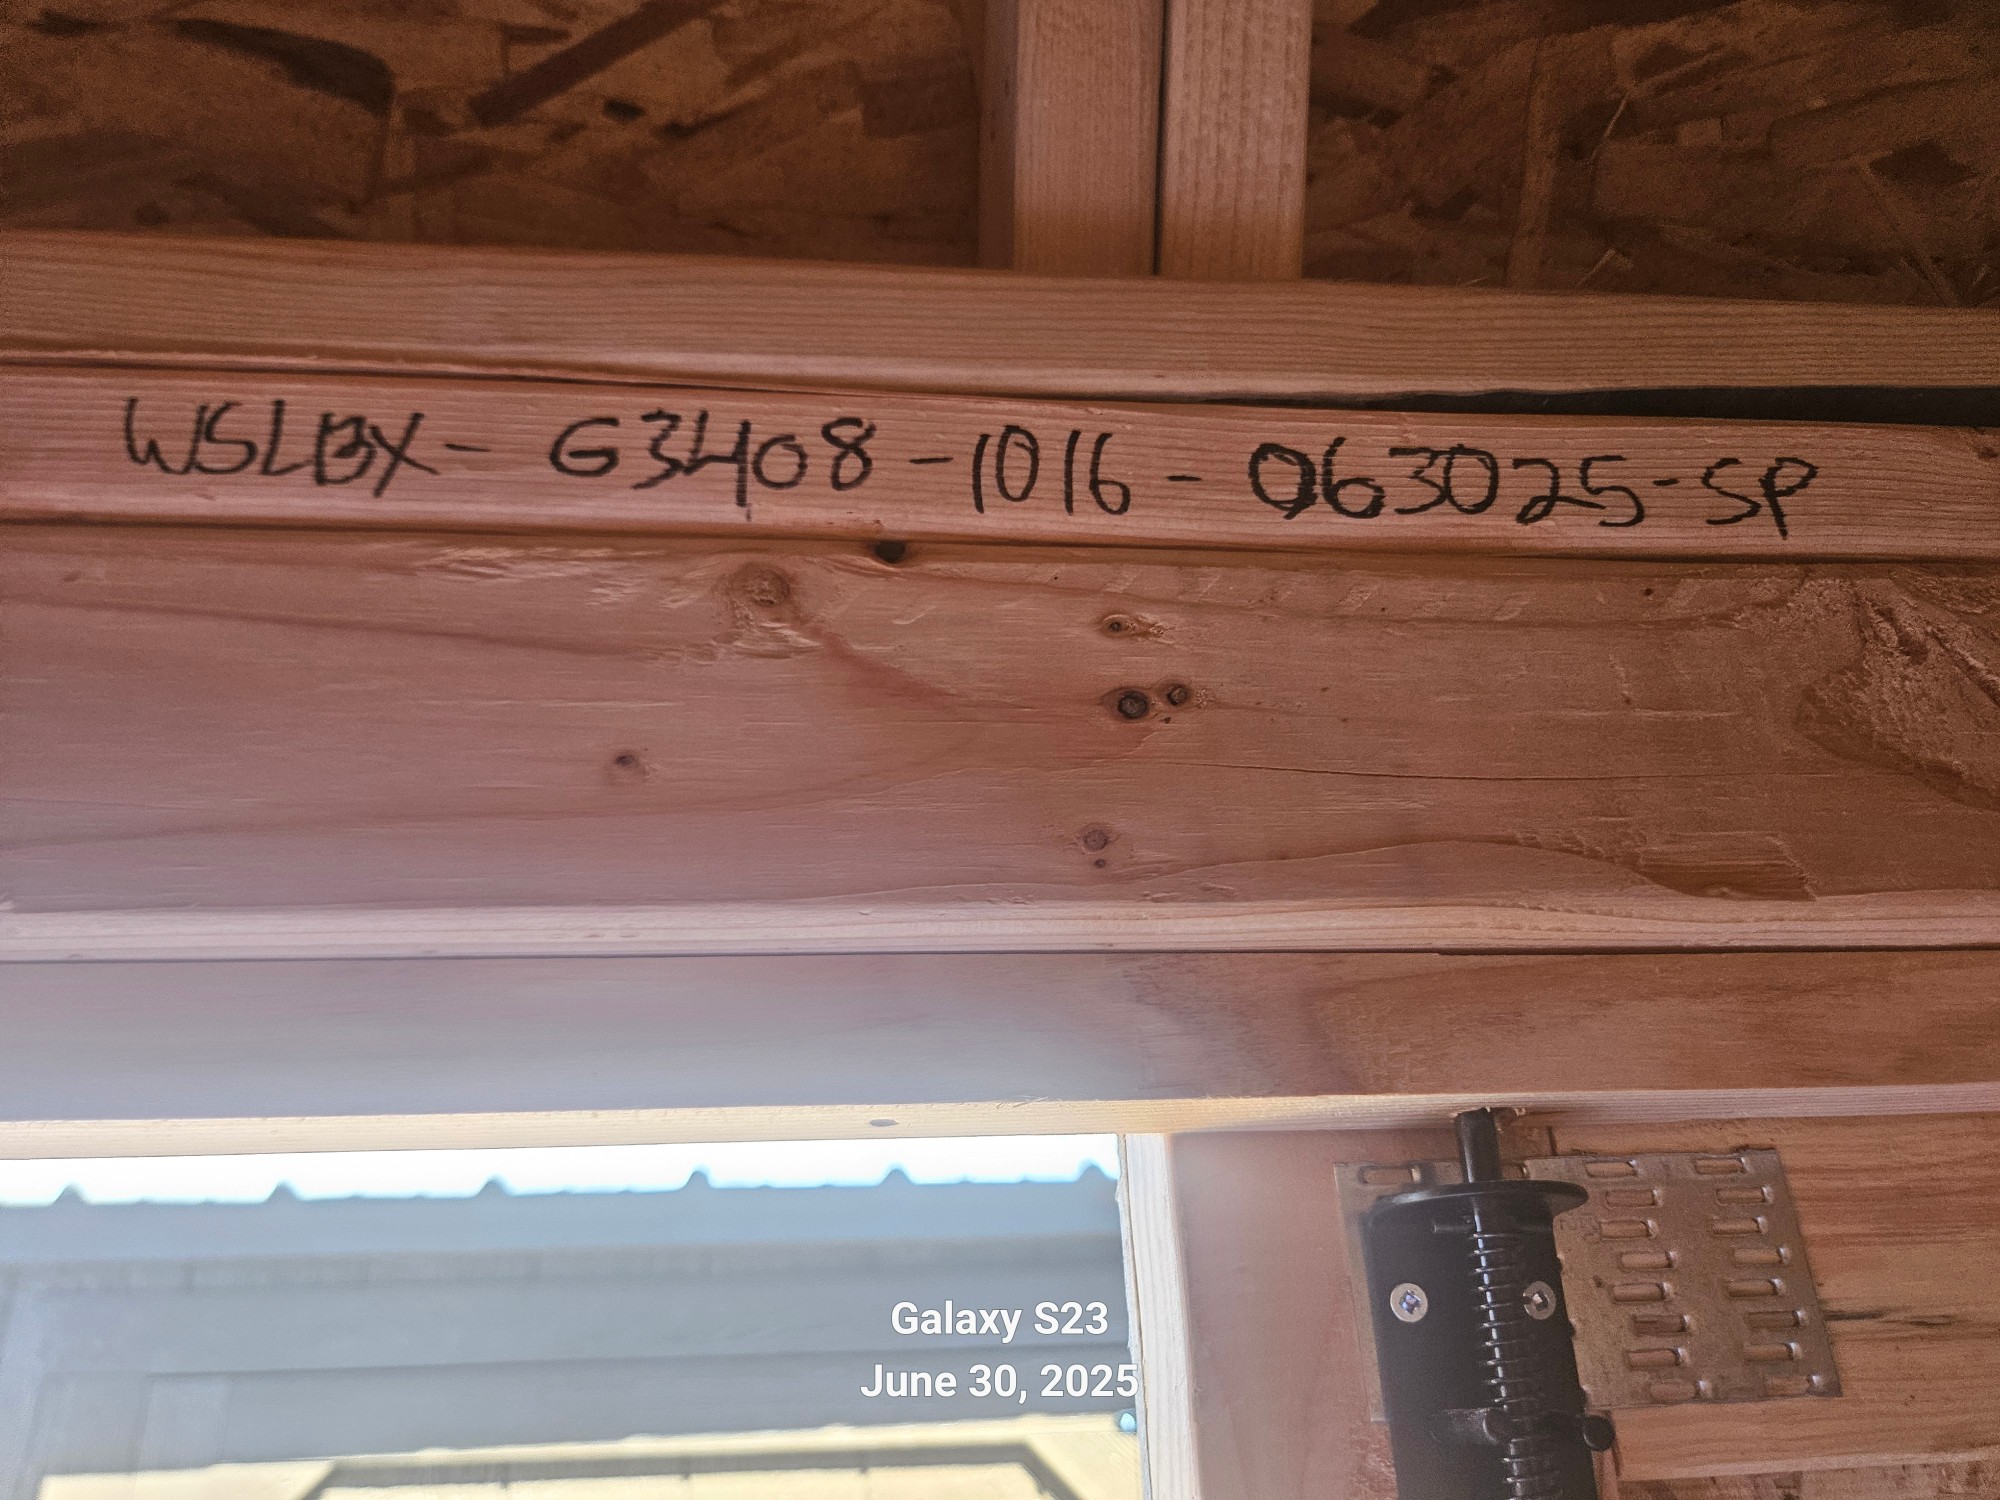 WSLBX - G3408 - 1016 - 063025 - SP
Galaxy S23
June 30, 2025